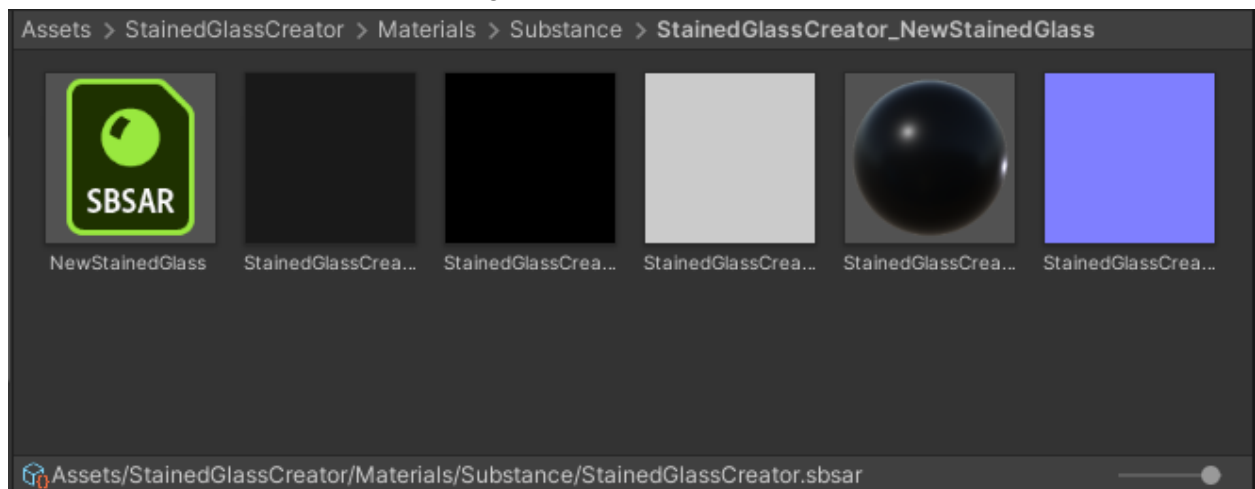 Assets > StainedGlassCreator > Materials > Substance > StainedGlassCreator_NewStainedGlass
SBSAR
NewStainedGlass StainedGlassCrea... StainedGlassCrea... StainedGlassCrea... StainedGlassCrea... StainedGlassCrea...
Assets/StainedGlassCreator/Materials/Substance/StainedGlassCreator.sbsar